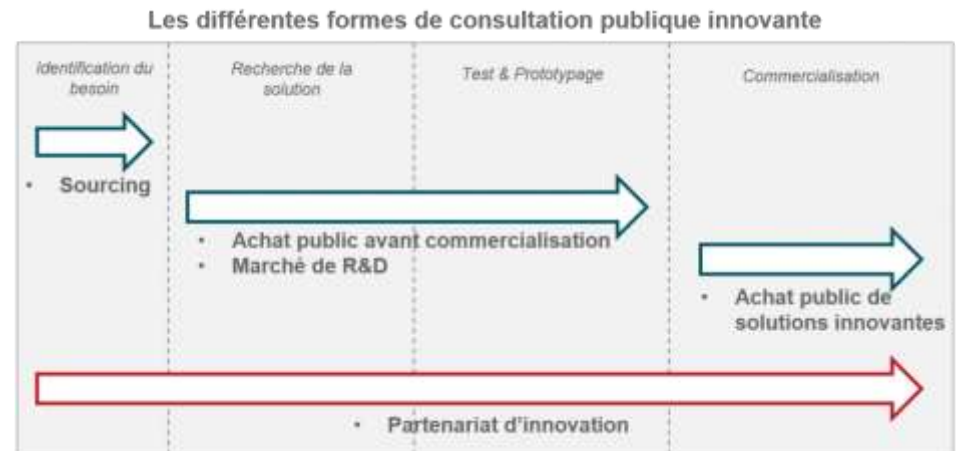 Les différentes formes de consultation publique innovante
Identification du
besoin
Recherche de la
solution
Test & Prototypage
Commercialisation
• Sourcing
• Achat public avant commercialisation
• Marché de R&D
• Achat public de
solutions innovantes
• Partenariat d'innovation